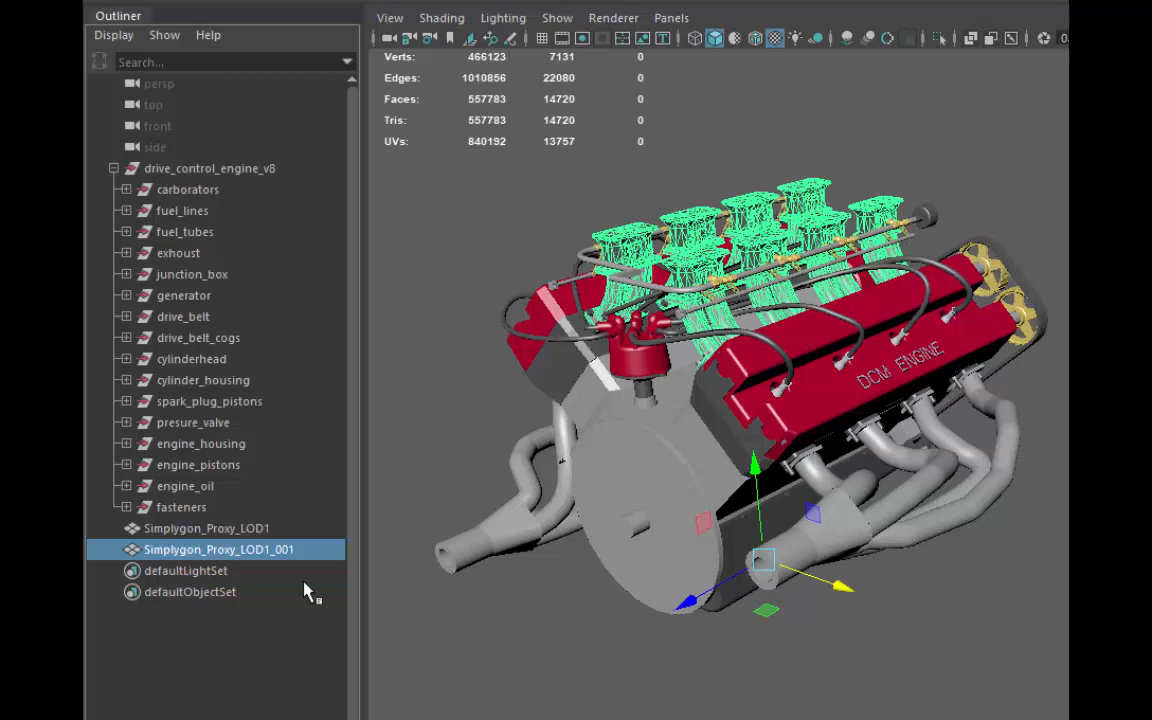 Outliner
Display Show Help
Search...
persp
top
front
side
drive_control_engine_v8
carborators
fuel_lines
fuel_tubes
exhaust
junction_box
generator
drive_belt
drive_belt_cogs
cylinderhead
cylinder_housing
spark_plug_pistons
presure_valve
engine_housing
engine_pistons
engine_oil
fasteners
Simplygon_Proxy_LOD1
Simplygon_Proxy_LOD1_001
defaultLightSet
defaultObjectSet
View Shading Lighting Show Renderer Panels
0.
Verts: 466123 7131 0
Edges: 1010856 22080 0
Faces: 557783 14720 0
Tris: 557783 14720 0
UVs: 840192 13757 0
DCM ENGINE